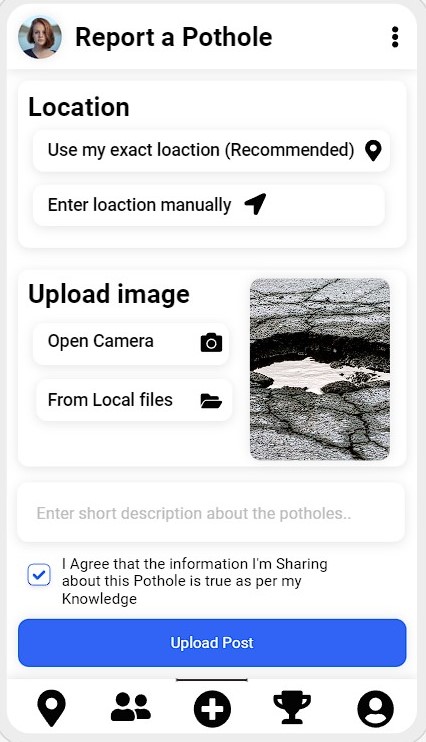 Report a Pothole
Location
Use my exact loaction (Recommended)
Enter loaction manually
Upload image
Open Camera
From Local files
Enter short description about the potholes..
I Agree that the information I'm Sharing
about this Pothole is true as per my
Knowledge
Upload Post